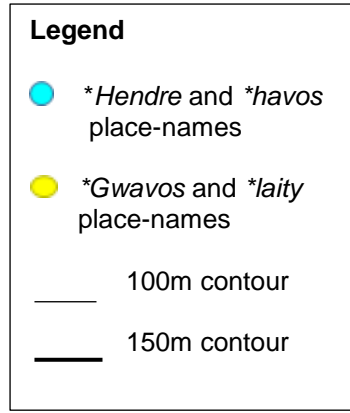 Legend
*Hendre and *havos
place-names
*Gwavos and *laity
place-names
100m contour
150m contour